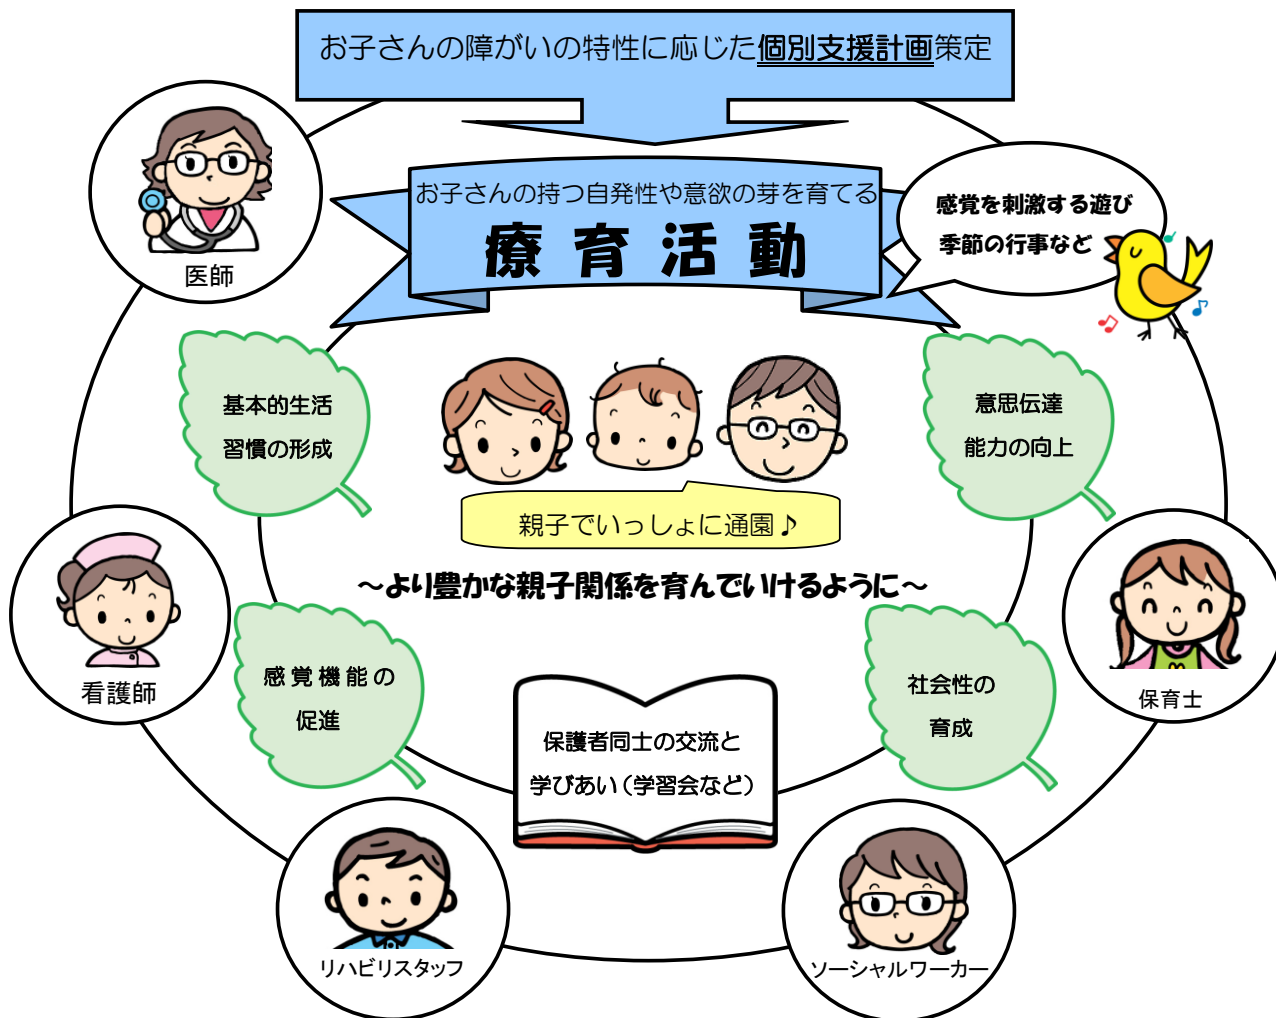 お子さんの障がいの特性に応じた個別支援計画策定
お子さんの持つ自発性や意欲の芽を育てる
療育活動
感覚を刺激する遊び
季節の行事など
医師
基本的生活
習慣の形成
意思伝達
能力の向上
親子でいっしょに通園♪
～より豊かな親子関係を育んでいけるように～
看護師
感覚機能の
促進
社会性の
育成
保育士
保護者同士の交流と
学びあい（学習会など）
リハビリスタッフ
ソーシャルワーカー